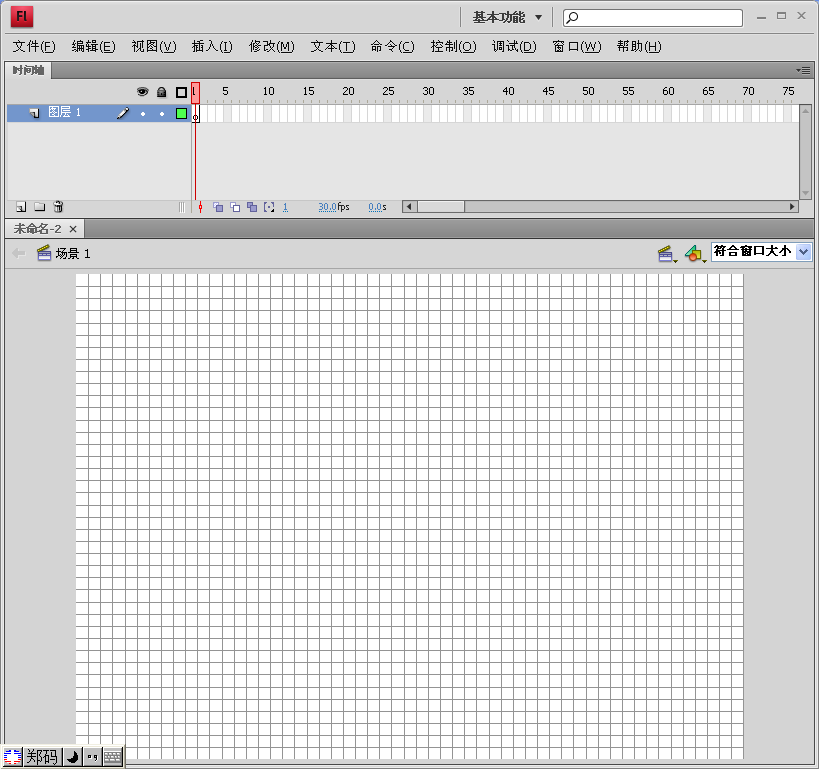 Fl 基本功能
文件(F) 编辑(E) 视图(V) 插入(I) 修改(M) 文本(T) 命令(C) 控制(O) 调试(D) 窗口(W) 帮助(H)
时间轴
1 5 10 15 20 25 30 35 40 45 50 55 60 65 70 75
图层 1
1 30.0fps 0.0s
未命名-2
场景 1 符合窗口大小
郑码